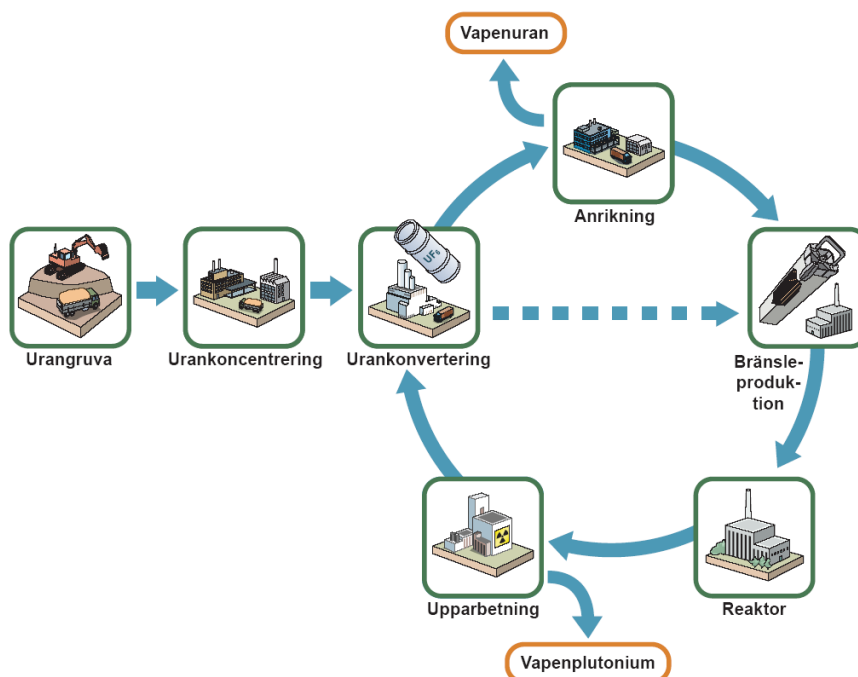 Vapenuran
Anrikning
UF6
Urangruva
Urankoncentrering
Urankonvertering
Bränsle-
produk-
tion
Upparbetning
Reaktor
Vapenplutonium